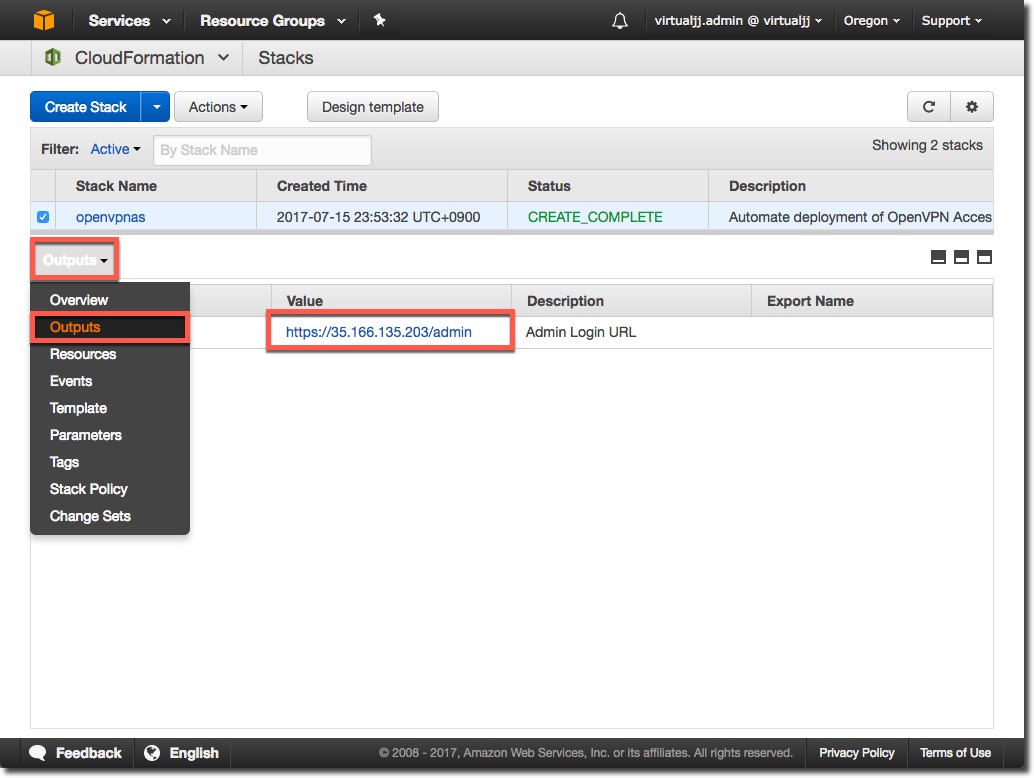 Services Resource Groups virtualjj.admin @ virtualjj Oregon Support
CloudFormation Stacks
Create Stack Actions Design template
Filter: Active By Stack Name Showing 2 stacks
Stack Name Created Time Status Description
openvpnas 2017-07-15 23:53:32 UTC+0900 CREATE_COMPLETE Automate deployment of OpenVPN Acces
Outputs
Value Description Export Name
https://35.166.135.203/admin Admin Login URL
Overview
Outputs
Resources
Events
Template
Parameters
Tags
Stack Policy
Change Sets
Feedback English © 2008 - 2017, Amazon Web Services, Inc. or its affiliates. All rights reserved. Privacy Policy Terms of Use